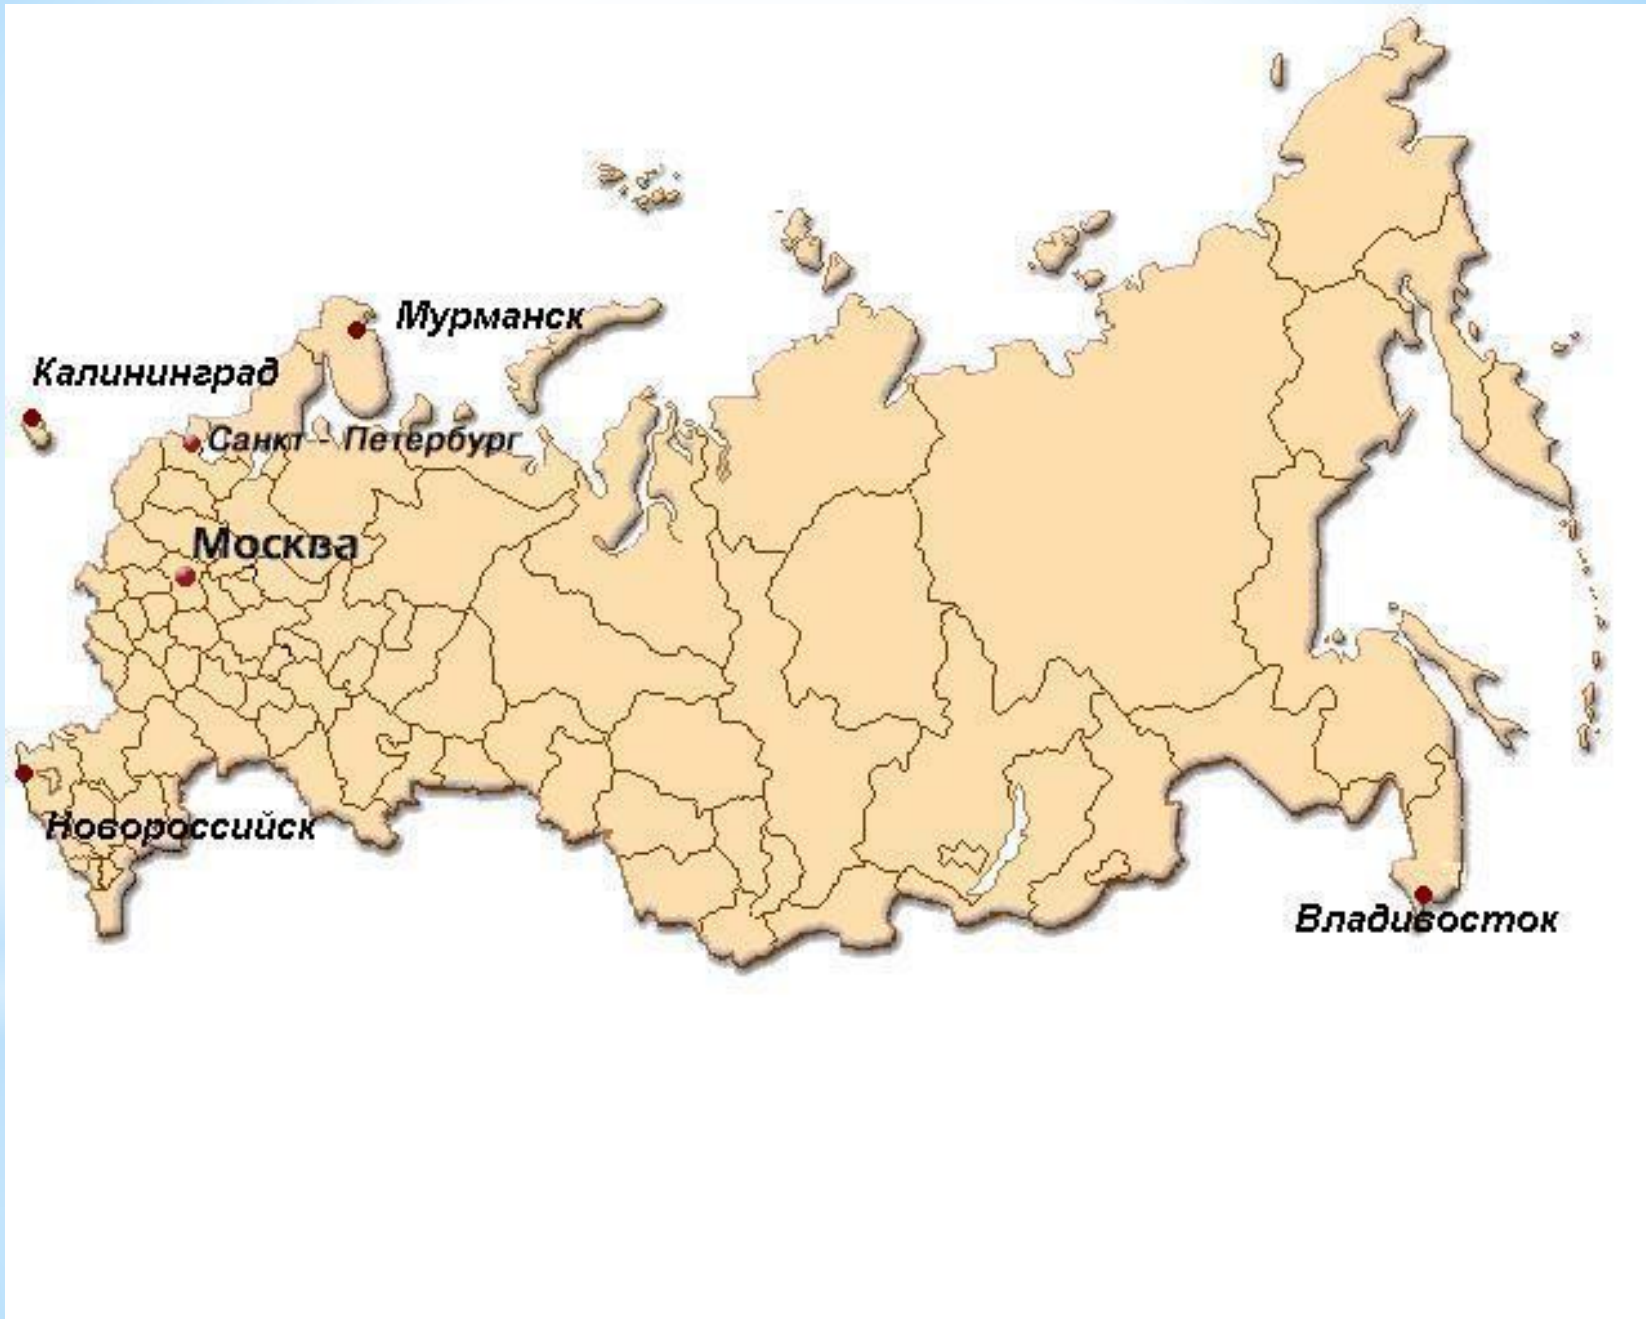 Мурманск
Калининград
Санкт - Петербург
Москва
Новороссийск
Владивосток